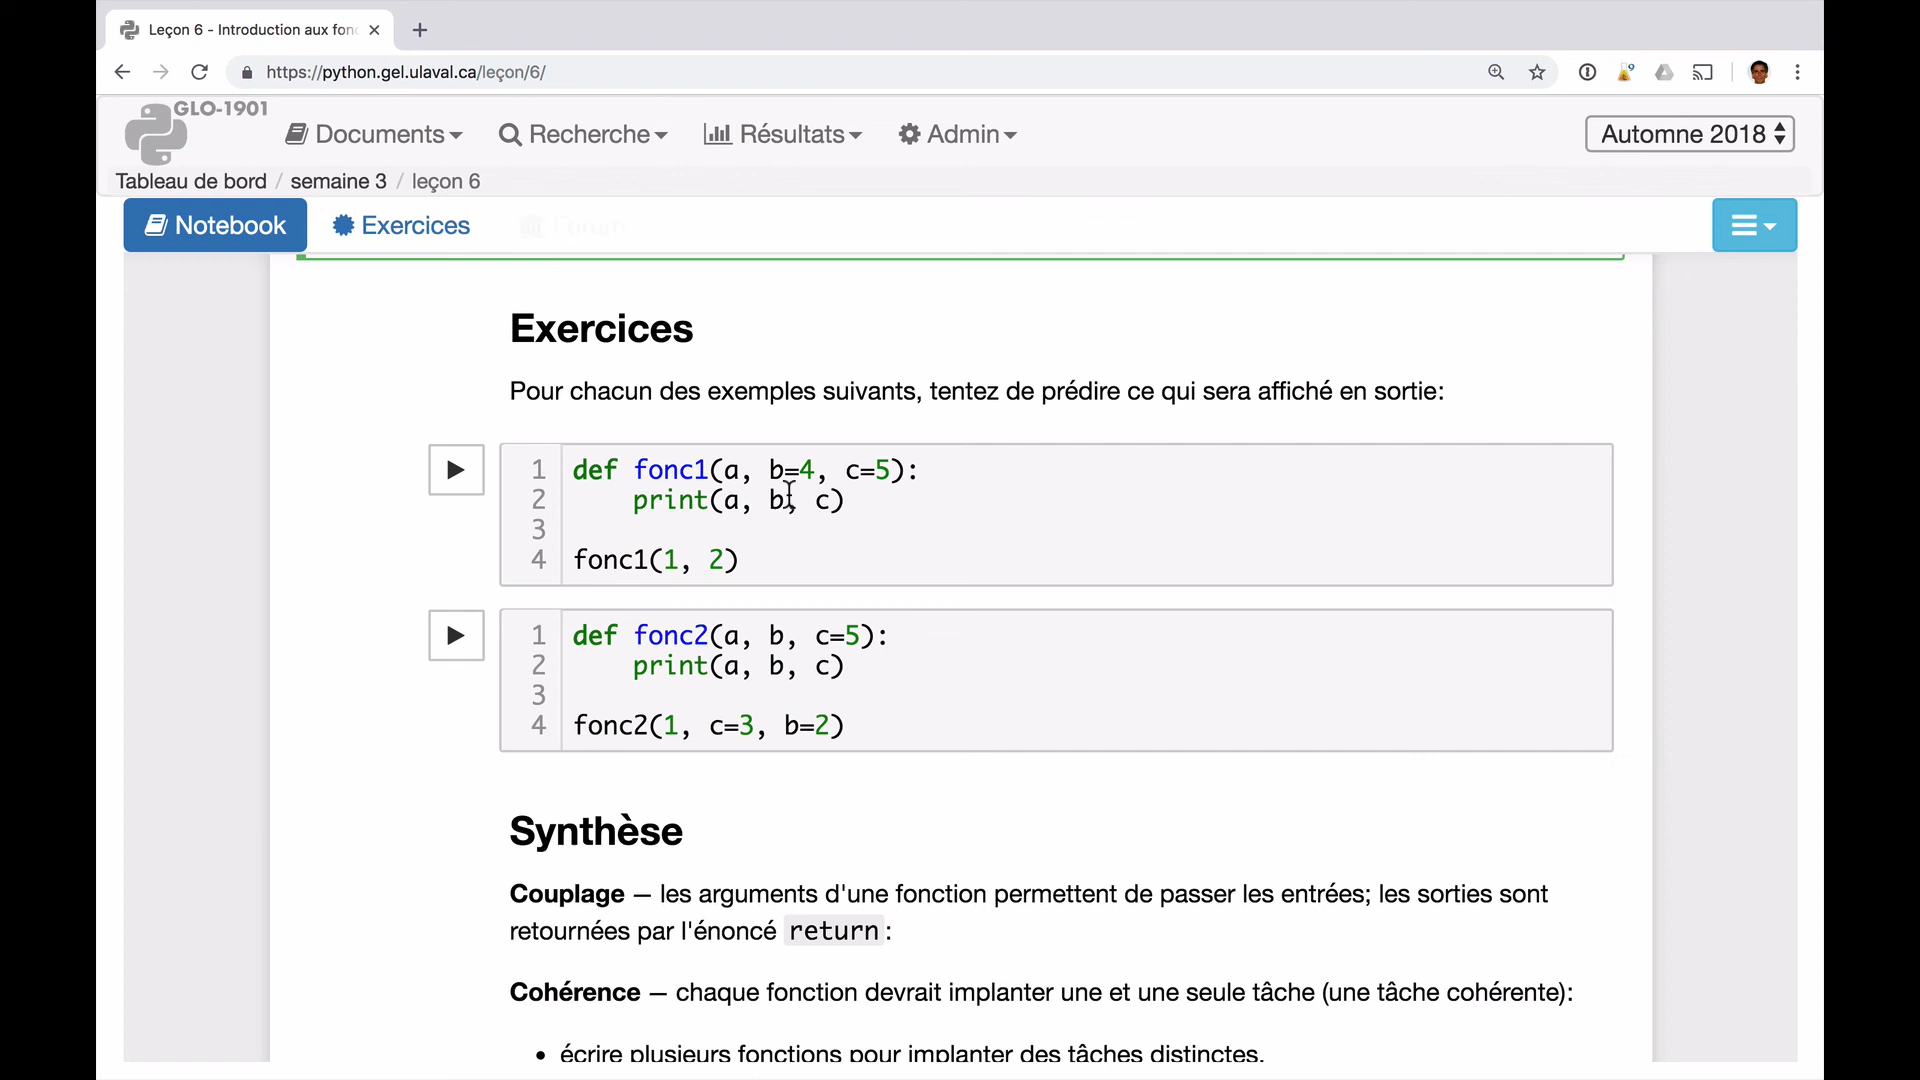 Leçon 6 - Introduction aux fonc
https://python.gel.ulaval.ca/leçon/6/
GLO-1901
Documents Recherche Résultats Admin Automne 2018
Tableau de bord / semaine 3 / leçon 6
Notebook Exercices Forum
Exercices
Pour chacun des exemples suivants, tentez de prédire ce qui sera affiché en sortie:
1 def fonc1(a, b=4, c=5):
2 print(a, b, c)
3
4 fonc1(1, 2)
1 def fonc2(a, b, c=5):
2 print(a, b, c)
3
4 fonc2(1, c=3, b=2)
Synthèse
Couplage — les arguments d'une fonction permettent de passer les entrées; les sorties sont
retournées par l'énoncé return:
Cohérence — chaque fonction devrait implanter une et une seule tâche (une tâche cohérente):
• écrire plusieurs fonctions pour implanter des tâches distinctes.